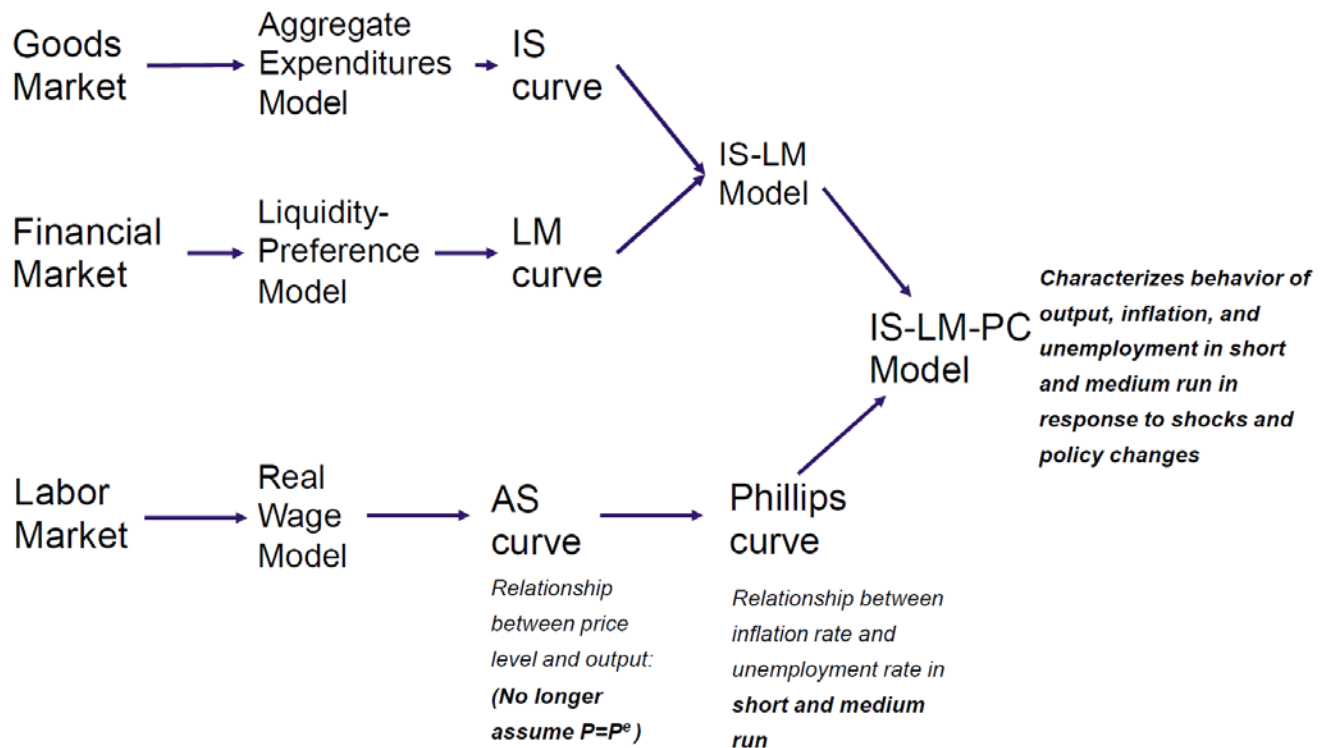 Goods
Market
Aggregate
Expenditures
Model
IS
curve
IS-LM
Model
Financial
Market
Liquidity-
Preference
Model
LM
curve
IS-LM-PC
Model
Characterizes behavior of
output, inflation, and
unemployment in short
and medium run in
response to shocks and
policy changes
Labor
Market
Real
Wage
Model
AS
curve
Relationship
between price
level and output:
(No longer
assume P=Pᵉ)
Phillips
curve
Relationship between
inflation rate and
unemployment rate in
short and medium
run